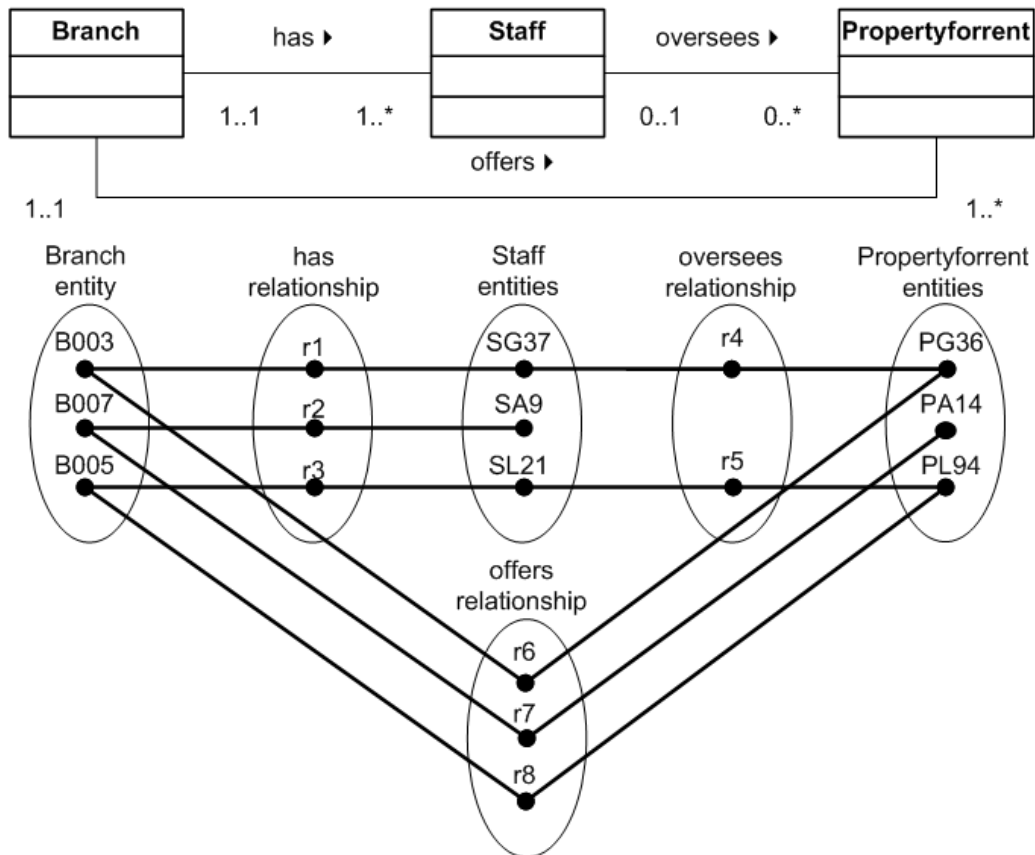 Branch
has
Staff
oversees
Propertyforrent
1..1
1..*
0..1
0..*
offers
1..1
1..*
Branch
entity
has
relationship
Staff
entities
oversees
relationship
Propertyforrent
entities
B003
r1
SG37
r4
PG36
B007
r2
SA9
PA14
B005
r3
SL21
r5
PL94
offers
relationship
r6
r7
r8